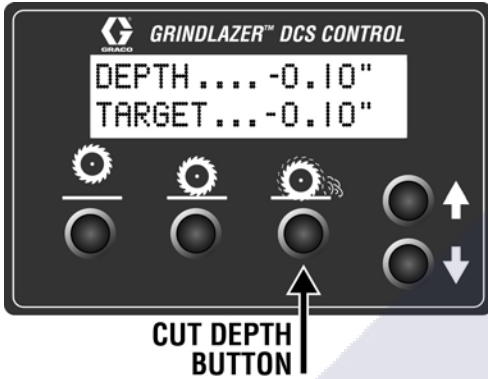 GRACO
GRINDLAZER™ DCS CONTROL
DEPTH....-0.10"
TARGET...-0.10"
CUT DEPTH
BUTTON